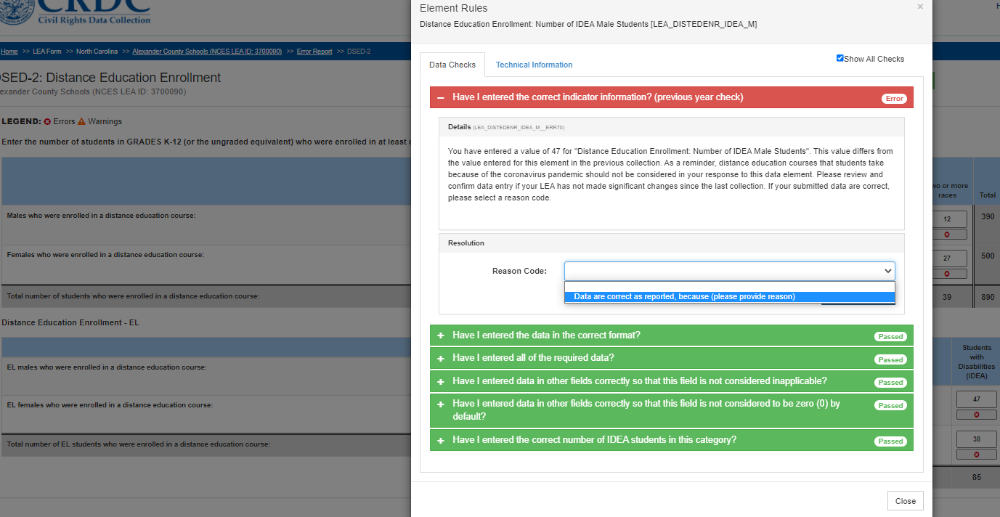 CRDC
Civil Rights Data Collection
Home >> LEA Form >> North Carolina >> Alexander County Schools (NCES LEA ID: 3700090) >> Error Report >> DSED-2
SED-2: Distance Education Enrollment
exander County Schools (NCES LEA ID: 3700090)
LEGEND: Errors Warnings
Enter the number of students in GRADES K-12 (or the ungraded equivalent) who were enrolled in at least
wo or more
races
Total
Males who were enrolled in a distance education course:
12
390
Females who were enrolled in a distance education course:
27
500
Total number of students who were enrolled in a distance education course:
39
890
Distance Education Enrollment - EL
Students
with
Disabilities
(IDEA)
EL males who were enrolled in a distance education course:
47
EL females who were enrolled in a distance education course:
38
Total number of EL students who were enrolled in a distance education course:
85
Element Rules
×
Distance Education Enrollment: Number of IDEA Male Students [LEA_DISTEDENR_IDEA_M]
Data Checks
Technical Information
Show All Checks
Have I entered the correct indicator information? (previous year check)
Error
Details (LEA_DISTEDENR_IDEA_M__ERR70)
You have entered a value of 47 for "Distance Education Enrollment: Number of IDEA Male Students". This value differs from
the value entered for this element in the previous collection. As a reminder, distance education courses that students take
because of the coronavirus pandemic should not be considered in your response to this data element. Please review and
confirm data entry if your LEA has not made significant changes since the last collection. If your submitted data are correct,
please select a reason code.
Resolution
Reason Code:
Data are correct as reported, because (please provide reason)
Have I entered the data in the correct format?
Passed
Have I entered all of the required data?
Passed
Have I entered data in other fields correctly so that this field is not considered inapplicable?
Passed
Have I entered data in other fields correctly so that this field is not considered to be zero (0) by
default?
Passed
Have I entered the correct number of IDEA students in this category?
Passed
Close